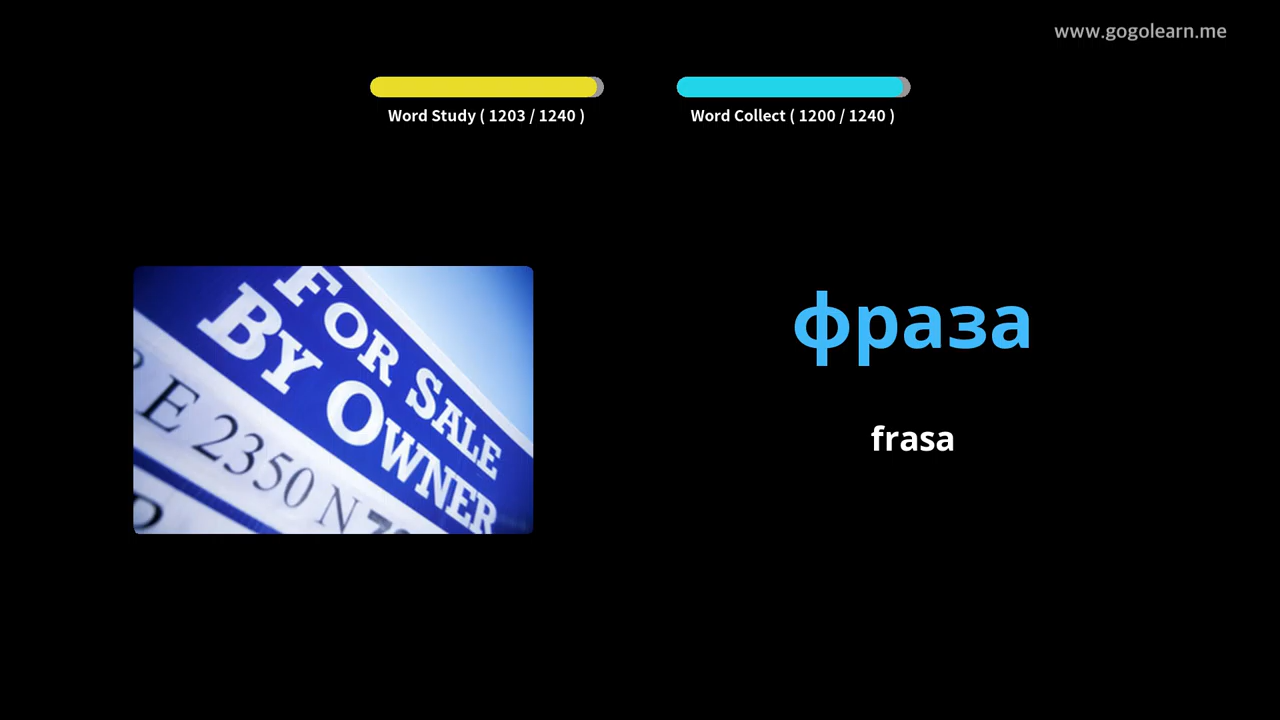 www.gogolearn.me
Word Study ( 1203 / 1240 )
Word Collect ( 1200 / 1240 )
FOR SALE
BY OWNER
E 2350 N
фраза
frasa